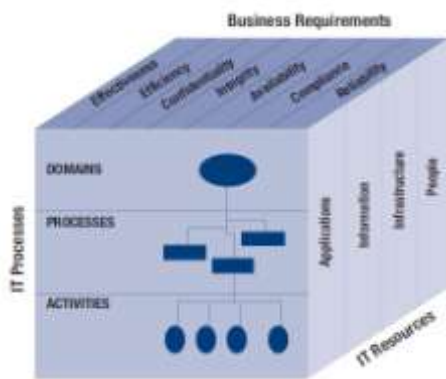 Business Requirements
Effectiveness
Efficiency
Confidentiality
Integrity
Availability
Compliance
Reliability
IT Processes
DOMAINS
PROCESSES
ACTIVITIES
Applications
Information
Infrastructure
People
IT Resources